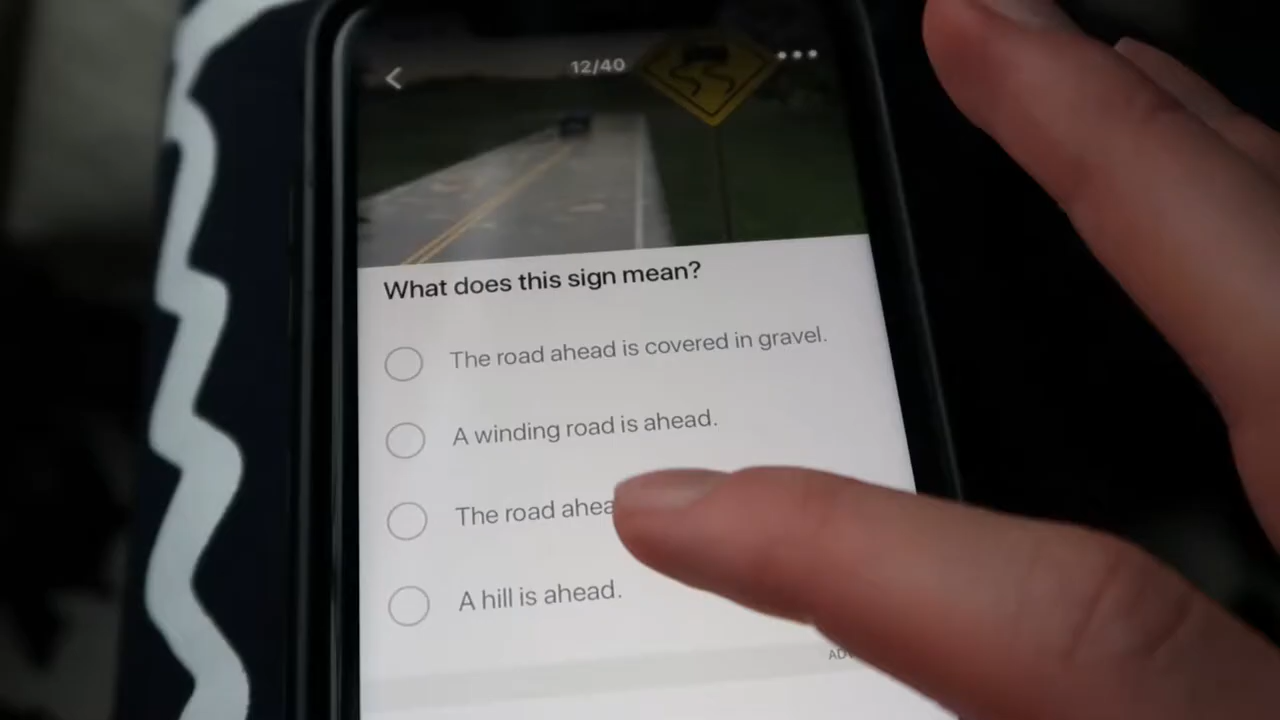 12/40
What does this sign mean?
The road ahead is covered in gravel.
A winding road is ahead.
The road
A hill is ahead.